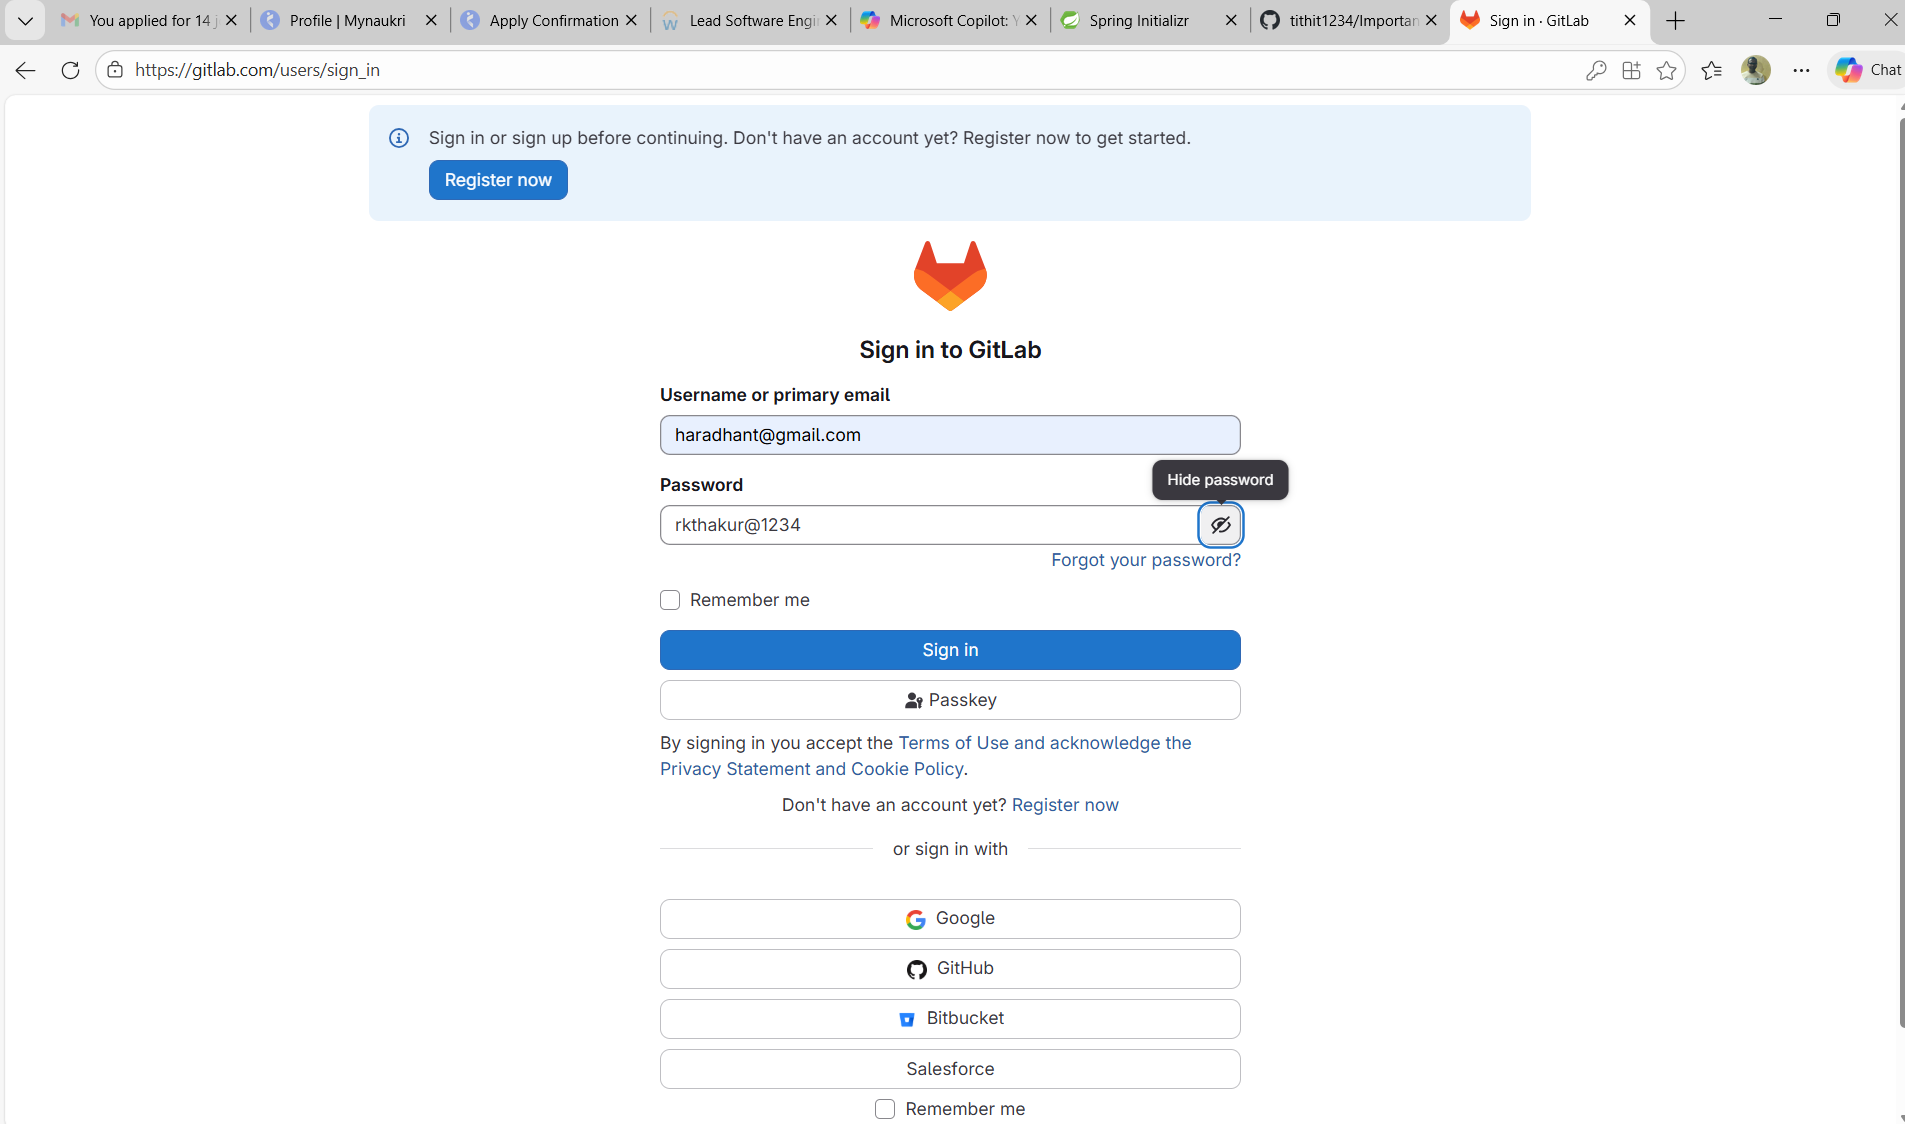 You applied for 14 j
Profile | Mynaukri
Apply Confirmation
Lead Software Engi
Microsoft Copilot: Y
Spring Initializr
tithit1234/Importan
Sign in · GitLab
https://gitlab.com/users/sign_in
Chat
Sign in or sign up before continuing. Don't have an account yet? Register now to get started.
Register now
Sign in to GitLab
Username or primary email
haradhant@gmail.com
Hide password
Password
rkthakur@1234
Forgot your password?
Remember me
Sign in
Passkey
By signing in you accept the Terms of Use and acknowledge the
Privacy Statement and Cookie Policy.
Don't have an account yet? Register now
or sign in with
Google
GitHub
Bitbucket
Salesforce
Remember me